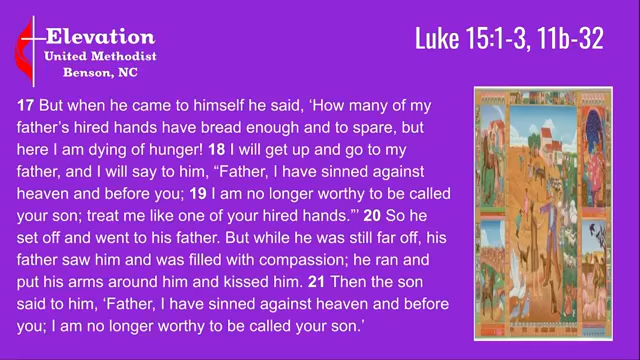 Elevation
United Methodist
Benson, NC
Luke 15:1-3, 11b-32
17 But when he came to himself he said, ‘How many of my
father’s hired hands have bread enough and to spare, but
here I am dying of hunger! 18 I will get up and go to my
father, and I will say to him, “Father, I have sinned against
heaven and before you; 19 I am no longer worthy to be called
your son; treat me like one of your hired hands.”’ 20 So he
set off and went to his father. But while he was still far off, his
father saw him and was filled with compassion; he ran and
put his arms around him and kissed him. 21 Then the son
said to him, ‘Father, I have sinned against heaven and before
you; I am no longer worthy to be called your son.’